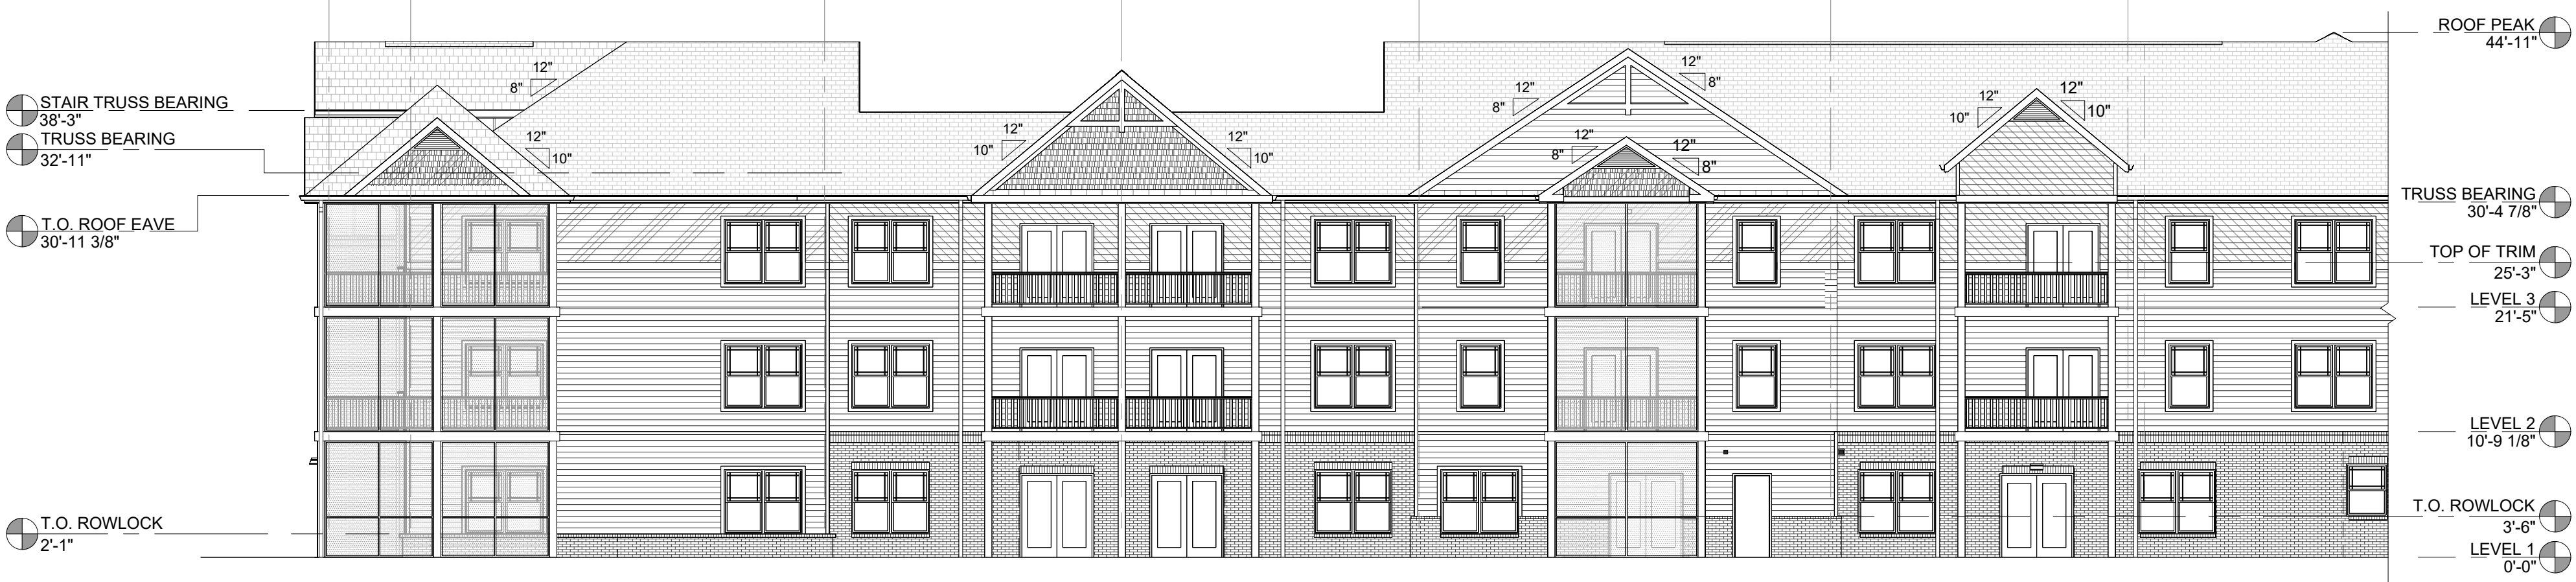 ROOF PEAK
44'-11"
12"
8"
12"
8"
12"
8"
12"
10"
12"
10"
STAIR TRUSS BEARING
38'-3"
TRUSS BEARING
32'-11"
12"
10"
12"
10"
12"
10"
12"
8"
12"
8"
TRUSS BEARING
30'-4 7/8"
T.O. ROOF EAVE
30'-11 3/8"
TOP OF TRIM
25'-3"
LEVEL 3
21'-5"
LEVEL 2
10'-9 1/8"
T.O. ROWLOCK
3'-6"
T.O. ROWLOCK
2'-1"
LEVEL 1
0'-0"